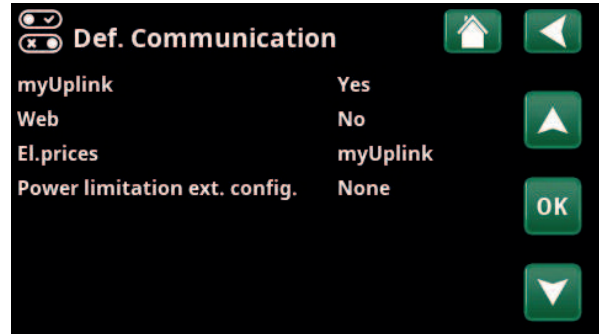 Def. Communication
myUplink Yes
Web No
El.prices myUplink
Power limitation ext. config. None
OK